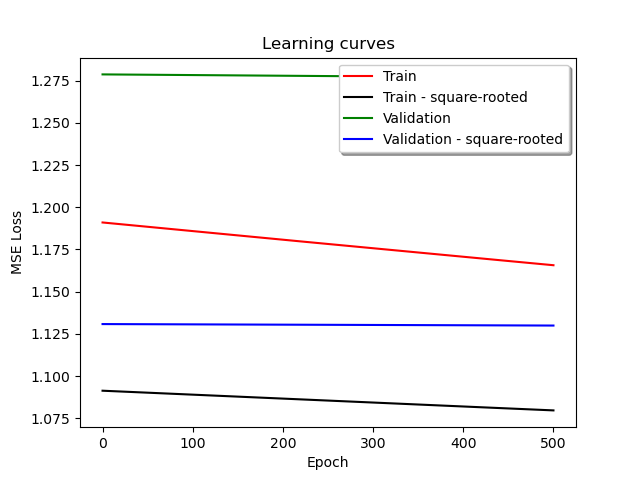 Learning curves
MSE Loss
1.275
1.250
1.225
1.200
1.175
1.150
1.125
1.100
1.075
Train
Train - square-rooted
Validation
Validation - square-rooted
0
100
200
300
400
500
Epoch